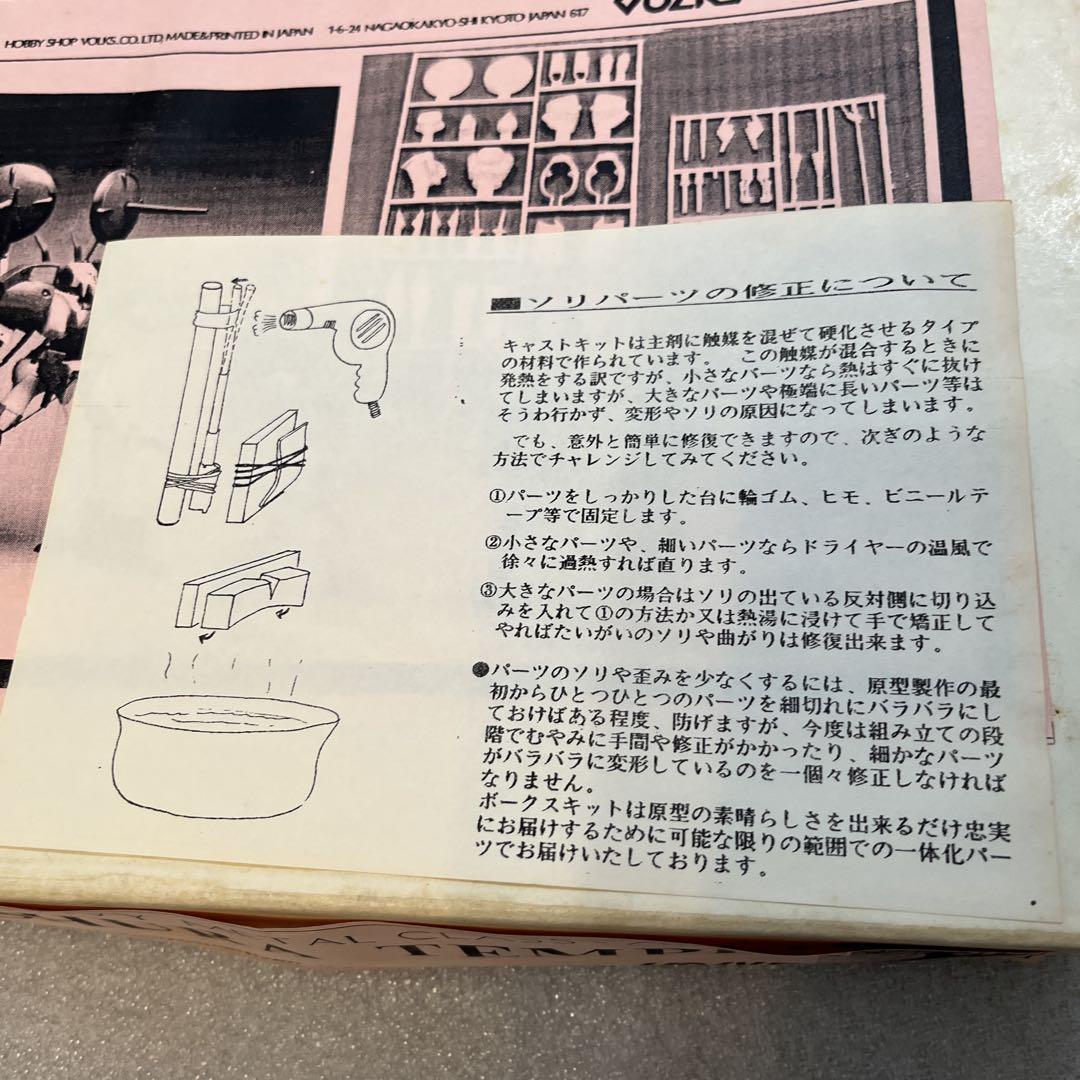 HOBBY SHOP VOLKS. CO. LTD, MADE&PRINTED IN JAPAN 1-6-24 NAGAOKAKYO-SHI KYOTO JAPAN 617
ソリパーツの修正について
キャストキットは主剤に触媒を混ぜて硬化させるタイプ
の材料で作られています。 この触媒が混合するときに
発熱をする訳ですが、小さなパーツなら熱はすぐに抜け
てしまいますが、大きなパーツや極端に長いパーツ等は
そうわ行かず、変形やソリの原因になってしまいます。
でも、意外と簡単に修復できますので、次ぎのような
方法でチャレンジしてみてください。
①パーツをしっかりした台に輪ゴム、ヒモ、ビニールテ
ープ等で固定します。
②小さなパーツや、細いパーツならドライヤーの温風で
徐々に過熱すれば直ります。
③大きなパーツの場合はソリの出ている反対側に切り込
みを入れて①の方法か又は熱湯に浸けて手で矯正して
やればたいがいのソリや曲がりは修復出来ます。
●パーツのソリや歪みを少なくするには、原型製作の最
初からひとつひとつのパーツを細切れにバラバラにし
ておけばある程度、防げますが、今度は組み立ての段
階でむやみに手間や修正がかかったり、細かなパーツ
がバラバラに変形しているのを一個々修正しなければ
なりません。
ボークスキットは原型の素晴らしさを出来るだけ忠実
にお届けするために可能な限りの範囲での一体化パー
ツでお届けいたしております。